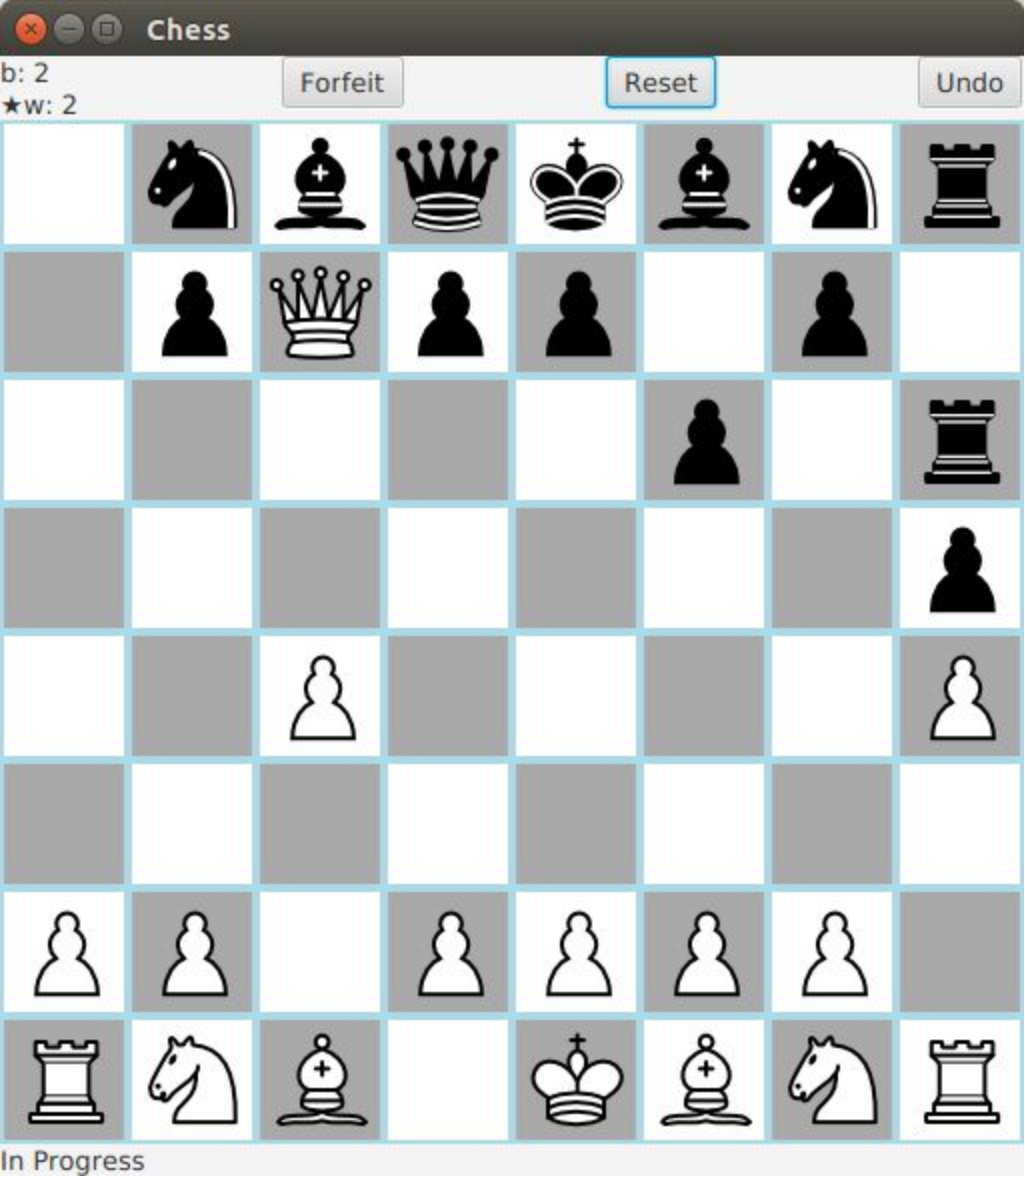 Chess
b: 2
★w: 2
Forfeit
Reset
Undo
In Progress